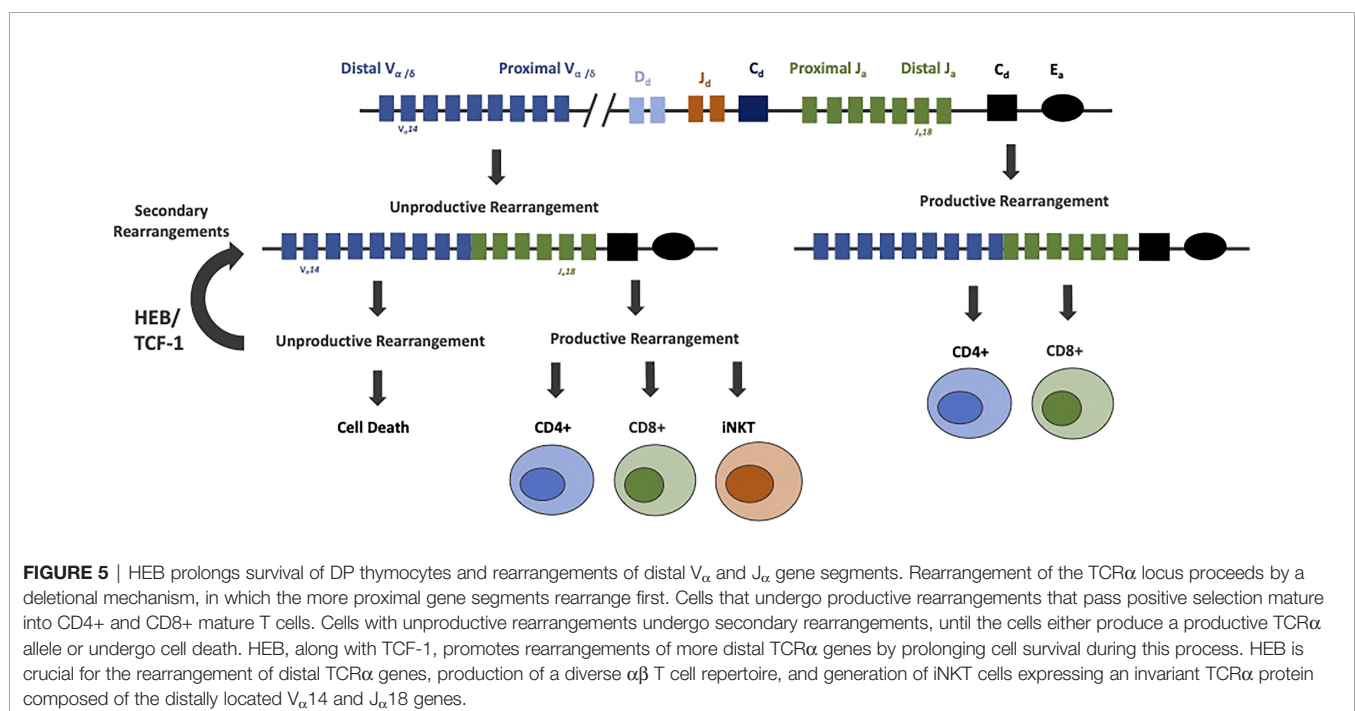 Distal Vα/δ
Proximal Vα/δ
Dd
Jd
Cd
Proximal Ja
Distal Ja
Cd
Ea
Vα14
Jα18
Secondary
Rearrangements
Unproductive Rearrangement
Productive Rearrangement
Vα14
Jα18
HEB/
TCF-1
Unproductive Rearrangement
Productive Rearrangement
CD4+
CD8+
Cell Death
CD4+
CD8+
iNKT
FIGURE 5 | HEB prolongs survival of DP thymocytes and rearrangements of distal Vα and Jα gene segments. Rearrangement of the TCRα locus proceeds by a
deletional mechanism, in which the more proximal gene segments rearrange first. Cells that undergo productive rearrangements that pass positive selection mature
into CD4+ and CD8+ mature T cells. Cells with unproductive rearrangements undergo secondary rearrangements, until the cells either produce a productive TCRα
allele or undergo cell death. HEB, along with TCF-1, promotes rearrangements of more distal TCRα genes by prolonging cell survival during this process. HEB is
crucial for the rearrangement of distal TCRα genes, production of a diverse αβ T cell repertoire, and generation of iNKT cells expressing an invariant TCRα protein
composed of the distally located Vα14 and Jα18 genes.